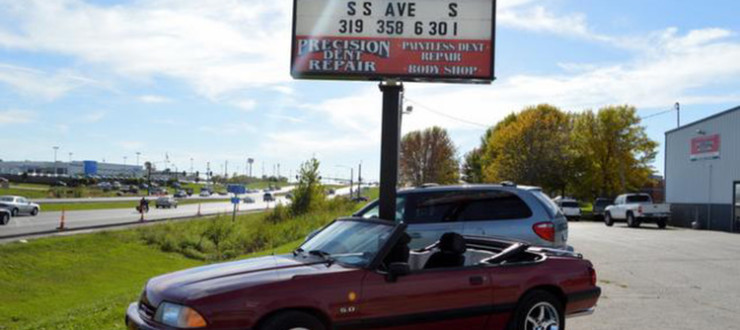 S S AVE S
319 358 6301
PRECISION DENT REPAIR
PAINTLESS DENT REPAIR
BODY SHOP
5.0